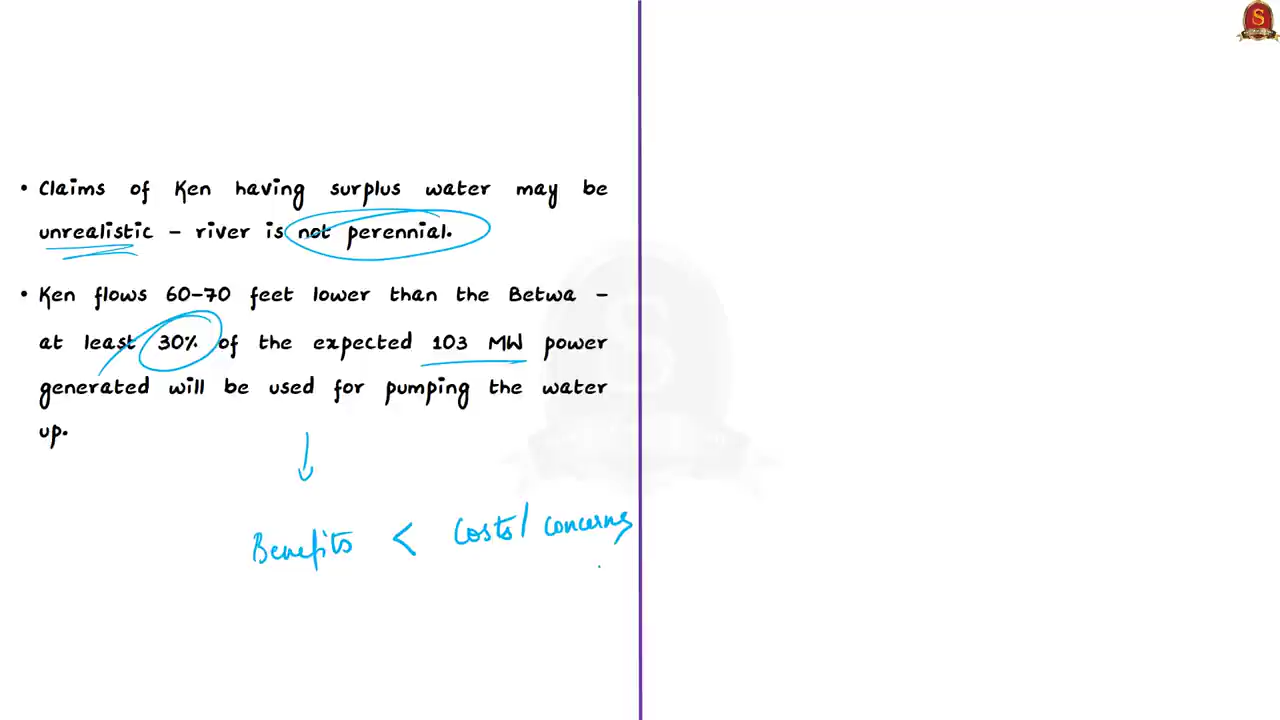 • Claims of Ken having surplus water may be
unrealistic – river is not perennial.
• Ken flows 60-70 feet lower than the Betwa –
at least 30% of the expected 103 MW power
generated will be used for pumping the water
up.
Benefits < Costs/ concerns
S